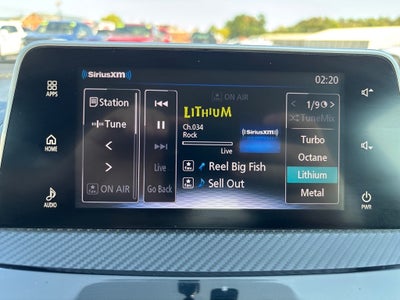 SiriusXM
02:20
APPS
HOME
AUDIO
Station
Tune
ON AIR
Live
Go Back
ON AIR
LITHIUM
Ch.034
Rock
SiriusXM
Live
Reel Big Fish
Sell Out
1/9
TuneMix
Turbo
Octane
Lithium
Metal
PWR